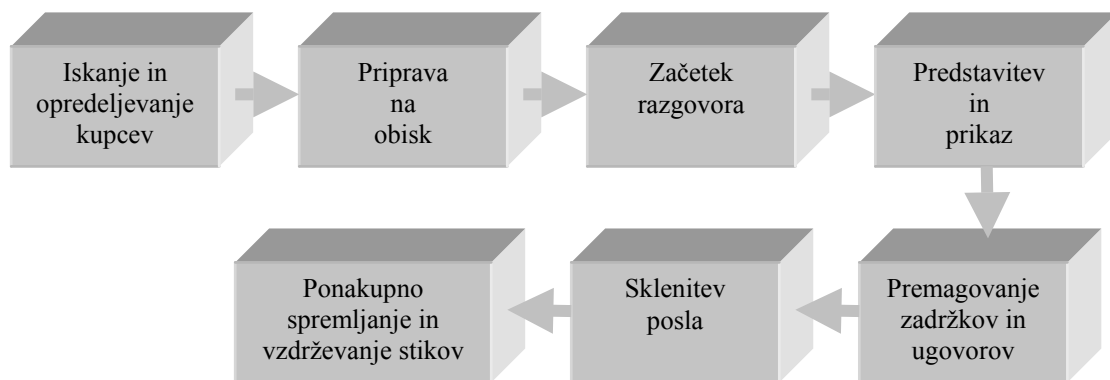 Iskanje in
opredeljevanje
kupcev
Priprava
na
obisk
Začetek
razgovora
Predstavitev
in
prikaz
Premagovanje
zadržkov in
ugovorov
Sklenitev
posla
Ponakupno
spremljanje in
vzdrževanje stikov